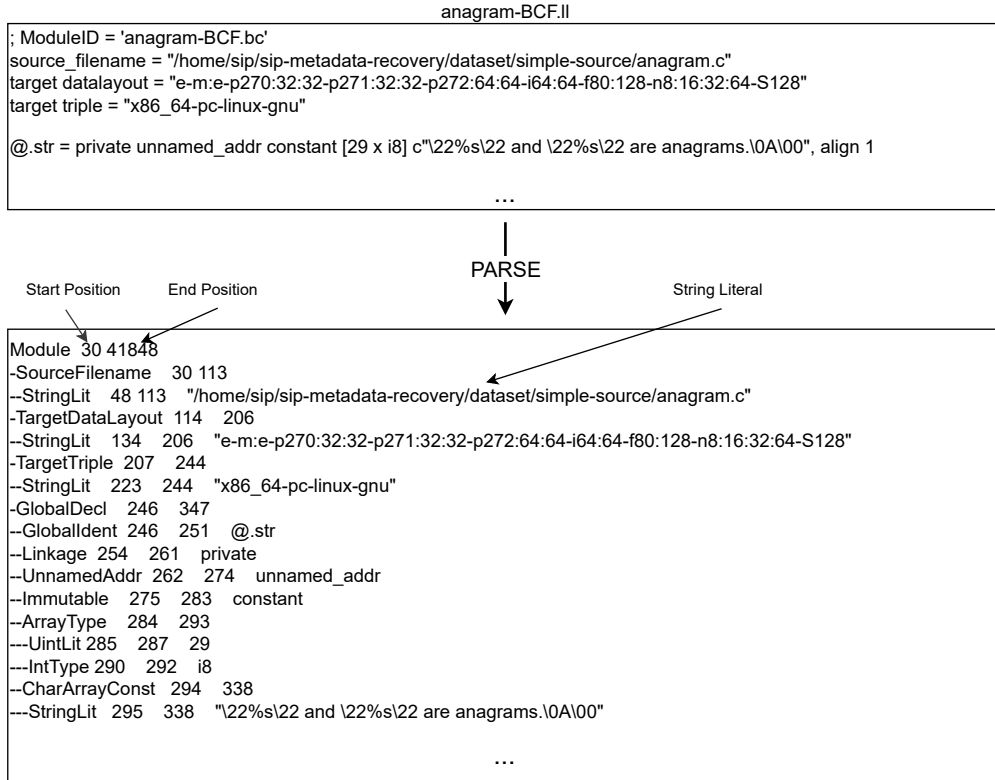 anagram-BCF.ll
; ModuleID = 'anagram-BCF.bc'
source_filename = "/home/sip/sip-metadata-recovery/dataset/simple-source/anagram.c"
target datalayout = "e-m:e-p270:32:32-p271:32:32-p272:64:64-i64:64-f80:128-n8:16:32:64-S128"
target triple = "x86_64-pc-linux-gnu"
@.str = private unnamed_addr constant [29 x i8] c"\22%s\22 and \22%s\22 are anagrams.\0A\00", align 1
...
PARSE
Start Position End Position String Literal
Module 30 41848
-SourceFilename 30 113
--StringLit 48 113 "/home/sip/sip-metadata-recovery/dataset/simple-source/anagram.c"
-TargetDataLayout 114 206
--StringLit 134 206 "e-m:e-p270:32:32-p271:32:32-p272:64:64-i64:64-f80:128-n8:16:32:64-S128"
-TargetTriple 207 244
--StringLit 223 244 "x86_64-pc-linux-gnu"
-GlobalDecl 246 347
--GlobalIdent 246 251 @.str
--Linkage 254 261 private
--UnnamedAddr 262 274 unnamed_addr
--Immutable 275 283 constant
--ArrayType 284 293
---UintLit 285 287 29
---IntType 290 292 i8
--CharArrayConst 294 338
---StringLit 295 338 "\22%s\22 and \22%s\22 are anagrams.\0A\00"
...